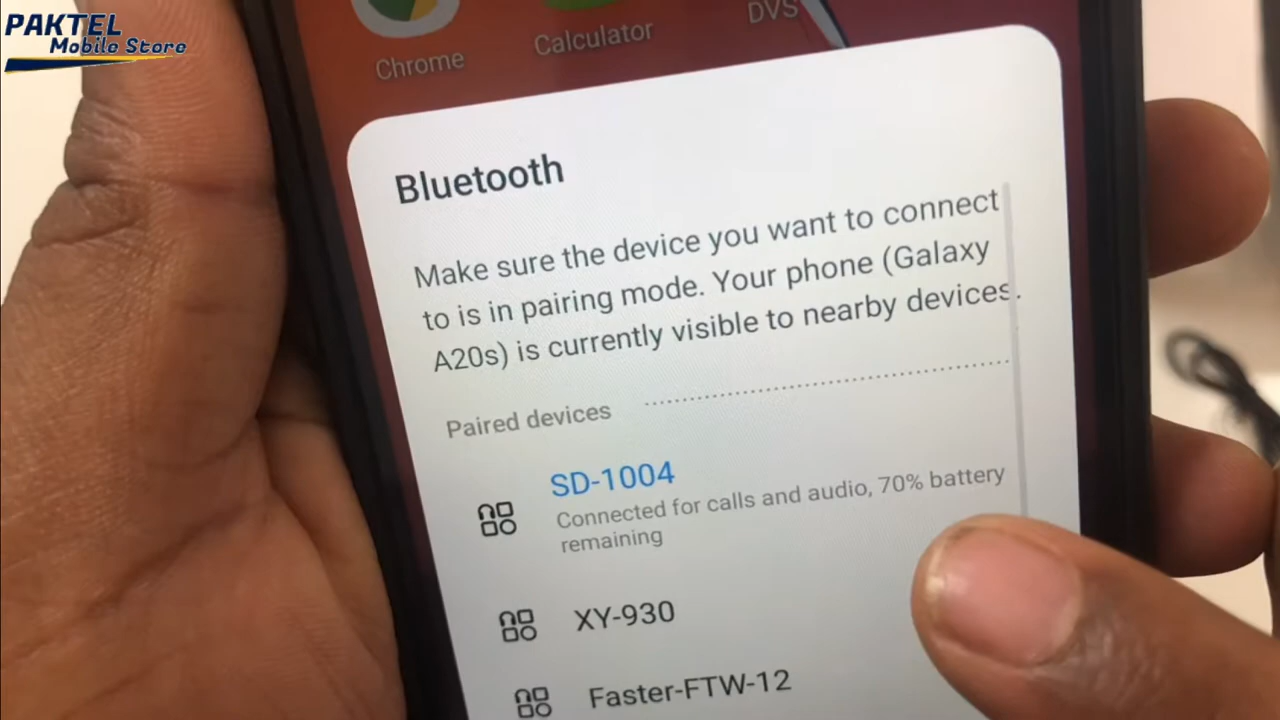 PAKTEL
Mobile Store
Chrome
Calculator
DVS
Bluetooth
Make sure the device you want to connect
to is in pairing mode. Your phone (Galaxy
A20s) is currently visible to nearby devices.
Paired devices
SD-1004
Connected for calls and audio, 70% battery
remaining
XY-930
Faster-FTW-12